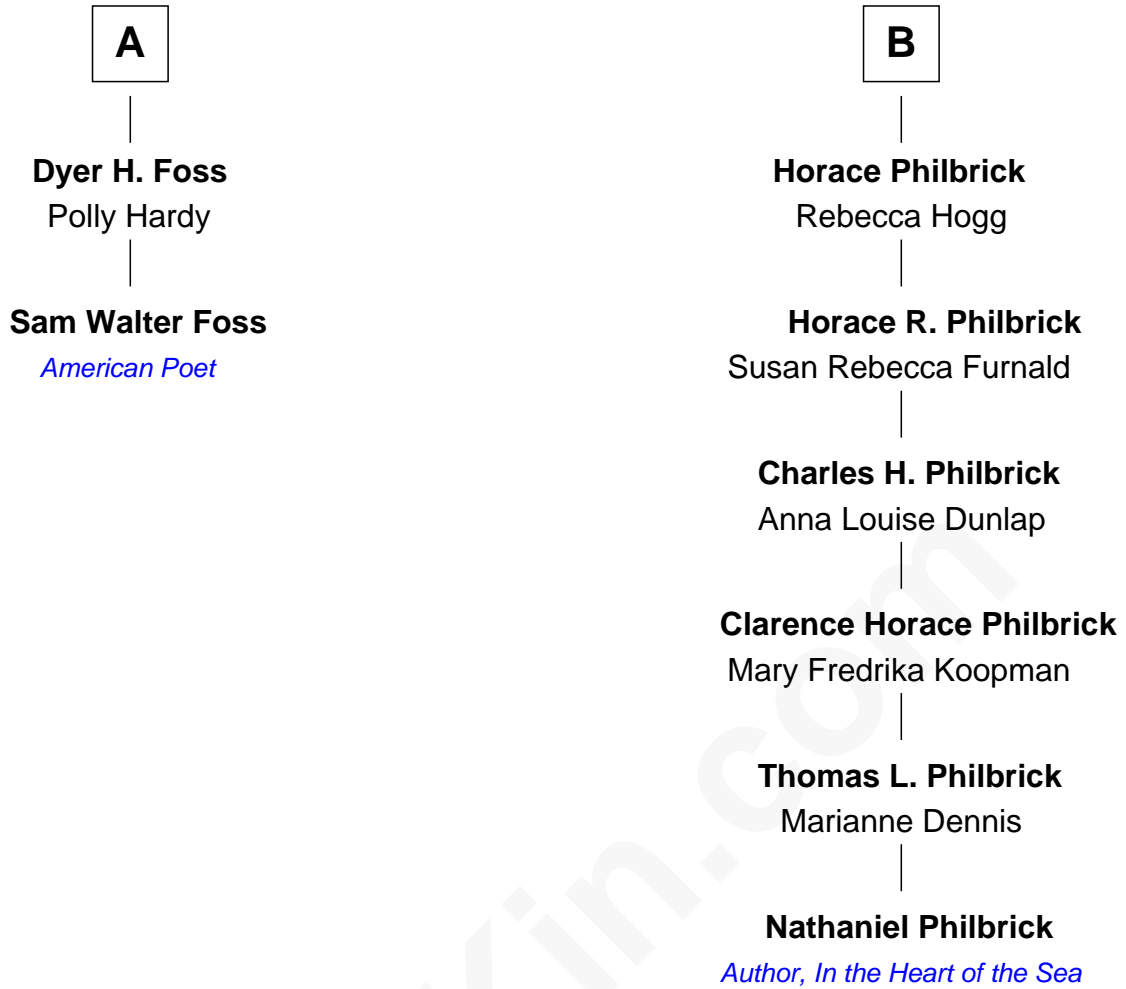 A
Dyer H. Foss
Polly Hardy
Sam Walter Foss
American Poet
B
Horace Philbrick
Rebecca Hogg
Horace R. Philbrick
Susan Rebecca Furnald
Charles H. Philbrick
Anna Louise Dunlap
Clarence Horace Philbrick
Mary Fredrika Koopman
Thomas L. Philbrick
Marianne Dennis
Nathaniel Philbrick
Author, In the Heart of the Sea
Kin.com